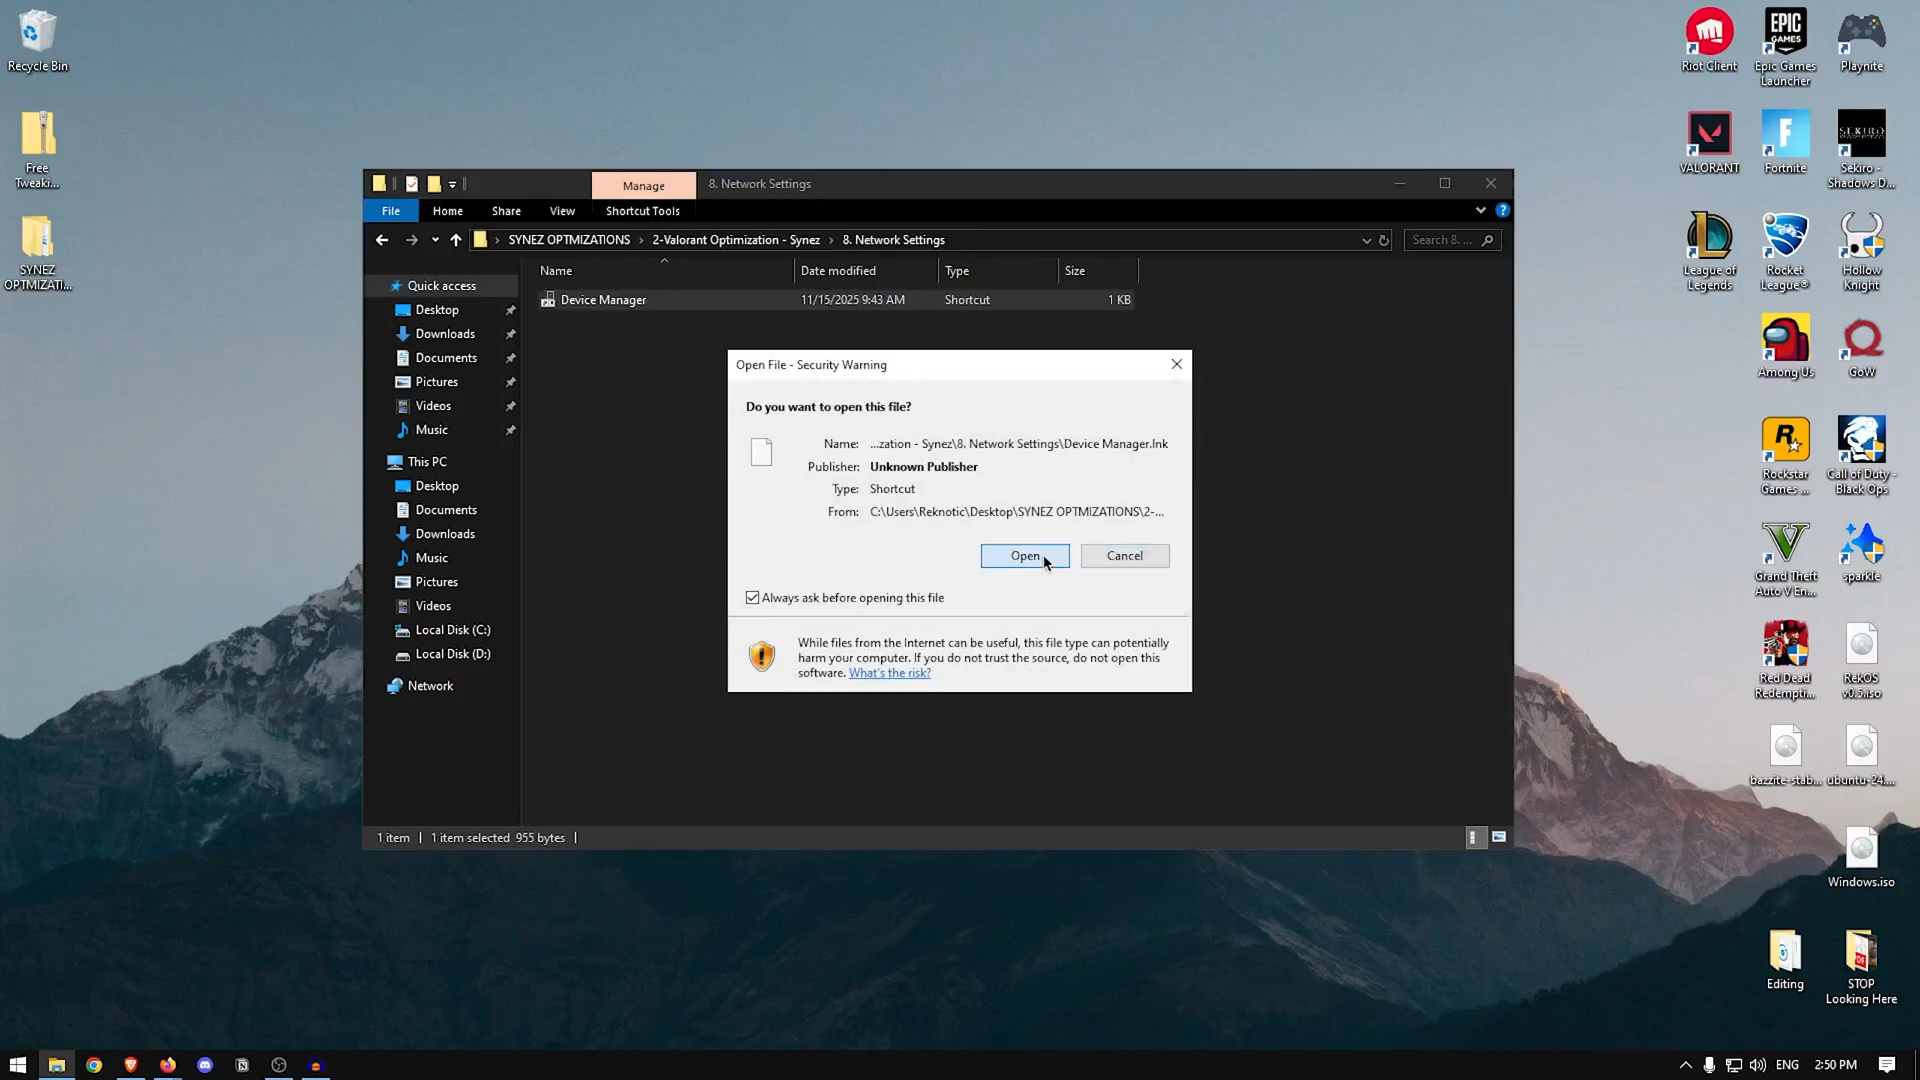 Recycle Bin
Free
Tweaki...
SYNEZ
OPTMIZATI...
Manage
8. Network Settings
File
Home
Share
View
Shortcut Tools
SYNEZ OPTMIZATIONS
2-Valorant Optimization - Synez
8. Network Settings
Search 8. ...
Name
Date modified
Type
Size
Device Manager
11/15/2025 9:43 AM
Shortcut
1 KB
Quick access
Desktop
Downloads
Documents
Pictures
Videos
Music
This PC
Desktop
Documents
Downloads
Music
Pictures
Videos
Local Disk (C:)
Local Disk (D:)
Network
Open File - Security Warning
Do you want to open this file?
Name: ...zation - Synez\8. Network Settings\Device Manager.lnk
Publisher: Unknown Publisher
Type: Shortcut
From: C:\Users\Reknotic\Desktop\SYNEZ OPTMIZATIONS\2-...
Open
Cancel
Always ask before opening this file
While files from the Internet can be useful, this file type can potentially
harm your computer. If you do not trust the source, do not open this
software. What's the risk?
1 item
1 item selected 955 bytes
Riot Client
EPIC
GAMES
Epic Games
Launcher
Playnite
VALORANT
Fortnite
SEKIRO
Sekiro -
Shadows D...
League of
Legends
Rocket
League®
Hollow
Knight
Among Us
GoW
Rockstar
Games ...
Call of Duty -
Black Ops
Grand Theft
Auto V En...
sparkle
Red Dead
Redempti...
RekOS
v0.5.iso
bazzite-stab...
ubuntu-24....
Windows.iso
Editing
STOP
Looking Here
ENG
2:50 PM